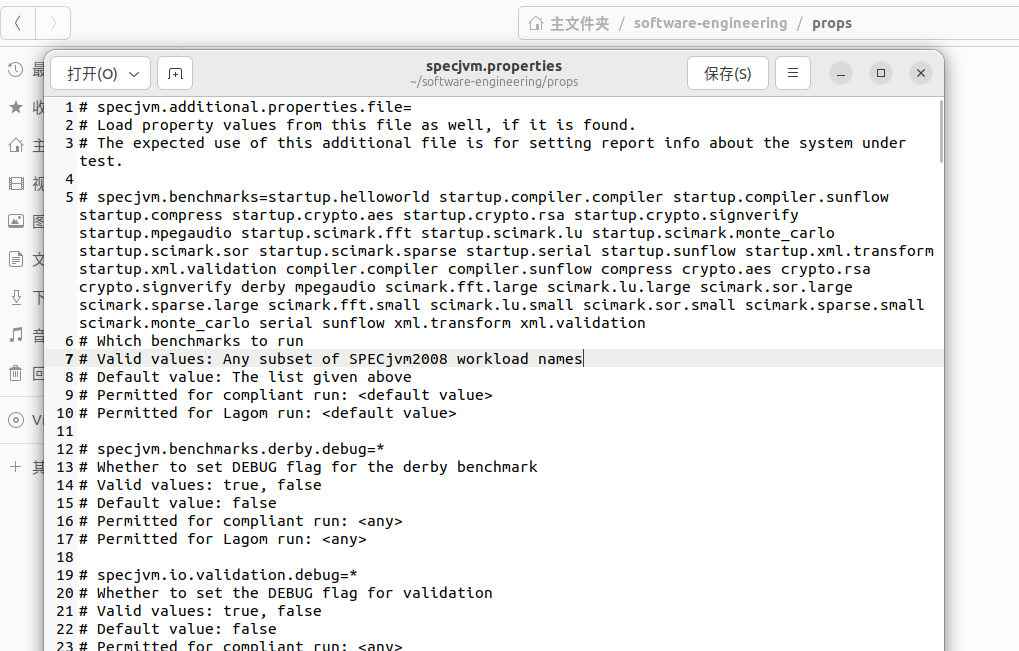 主文件夹 / software-engineering / props
打开(O)
specjvm.properties
~/software-engineering/props
保存(S)
最
收
主
视
图
文
下
音
回
其
1 # specjvm.additional.properties.file=
2 # Load property values from this file as well, if it is found.
3 # The expected use of this additional file is for setting report info about the system under
test.
4
5 # specjvm.benchmarks=startup.helloworld startup.compiler.compiler startup.compiler.sunflow
startup.compress startup.crypto.aes startup.crypto.rsa startup.crypto.signverify
startup.mpegaudio startup.scimark.fft startup.scimark.lu startup.scimark.monte_carlo
startup.scimark.sor startup.scimark.sparse startup.serial startup.sunflow startup.xml.transform
startup.xml.validation compiler.compiler compiler.sunflow compress crypto.aes crypto.rsa
crypto.signverify derby mpegaudio scimark.fft.large scimark.lu.large scimark.sor.large
scimark.sparse.large scimark.fft.small scimark.lu.small scimark.sor.small scimark.sparse.small
scimark.monte_carlo serial sunflow xml.transform xml.validation
6 # Which benchmarks to run
7 # Valid values: Any subset of SPECjvm2008 workload names
8 # Default value: The list given above
9 # Permitted for compliant run: <default value>
10 # Permitted for Lagom run: <default value>
11
12 # specjvm.benchmarks.derby.debug=*
13 # Whether to set DEBUG flag for the derby benchmark
14 # Valid values: true, false
15 # Default value: false
16 # Permitted for compliant run: <any>
17 # Permitted for Lagom run: <any>
18
19 # specjvm.io.validation.debug=*
20 # Whether to set the DEBUG flag for validation
21 # Valid values: true, false
22 # Default value: false
23 # Permitted for compliant run: <any>